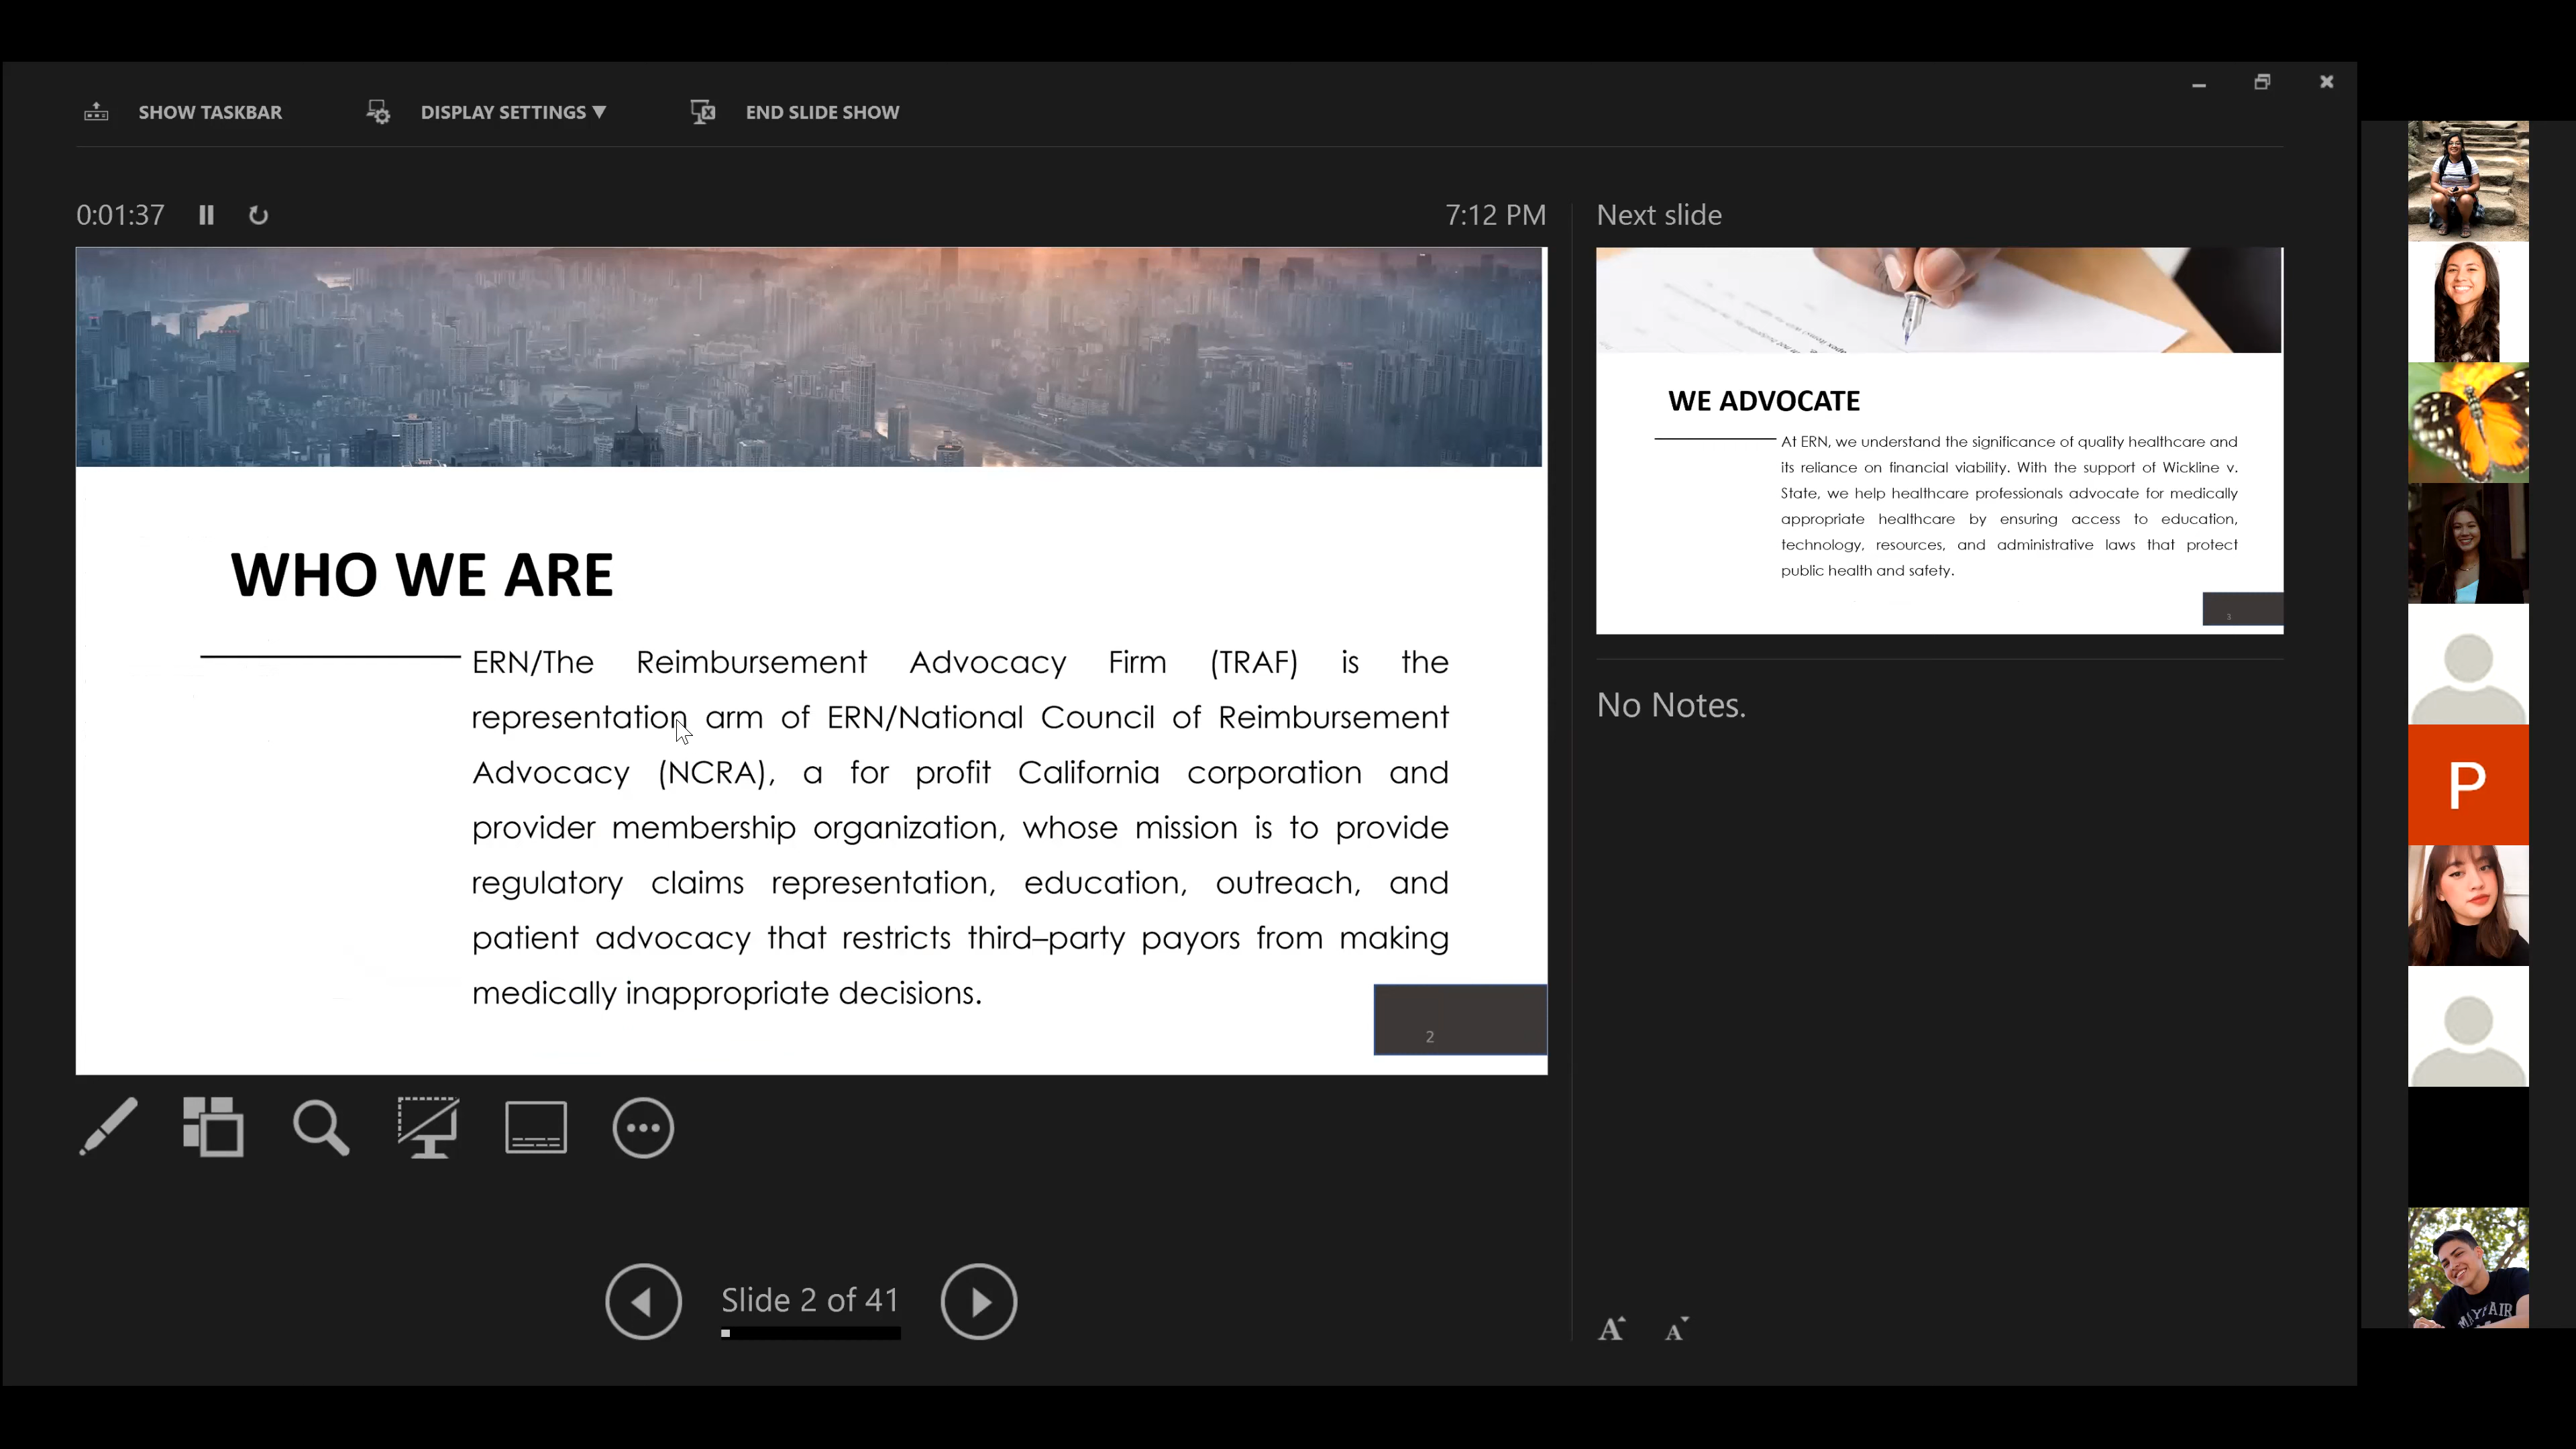 SHOW TASKBAR
DISPLAY SETTINGS ▼
END SLIDE SHOW
0:01:37
7:12 PM
WHO WE ARE
ERN/The Reimbursement Advocacy Firm (TRAF) is the
representation arm of ERN/National Council of Reimbursement
Advocacy (NCRA), a for profit California corporation and
provider membership organization, whose mission is to provide
regulatory claims representation, education, outreach, and
patient advocacy that restricts third–party payors from making
medically inappropriate decisions.
2
Slide 2 of 41
Next slide
WE ADVOCATE
At ERN, we understand the significance of quality healthcare and
its reliance on financial viability. With the support of Wickline v.
State, we help healthcare professionals advocate for medically
appropriate healthcare by ensuring access to education,
technology, resources, and administrative laws that protect
public health and safety.
3
No Notes.
A
A
P
MAYFAIR